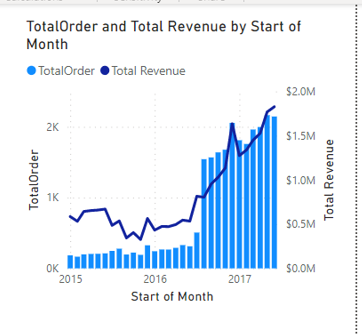 TotalOrder and Total Revenue by Start of
Month
TotalOrder Total Revenue
$2.0M
2K
$1.5M
TotalOrder
1K
$1.0M
Total Revenue
$0.5M
0K
$0.0M
2015 2016 2017
Start of Month